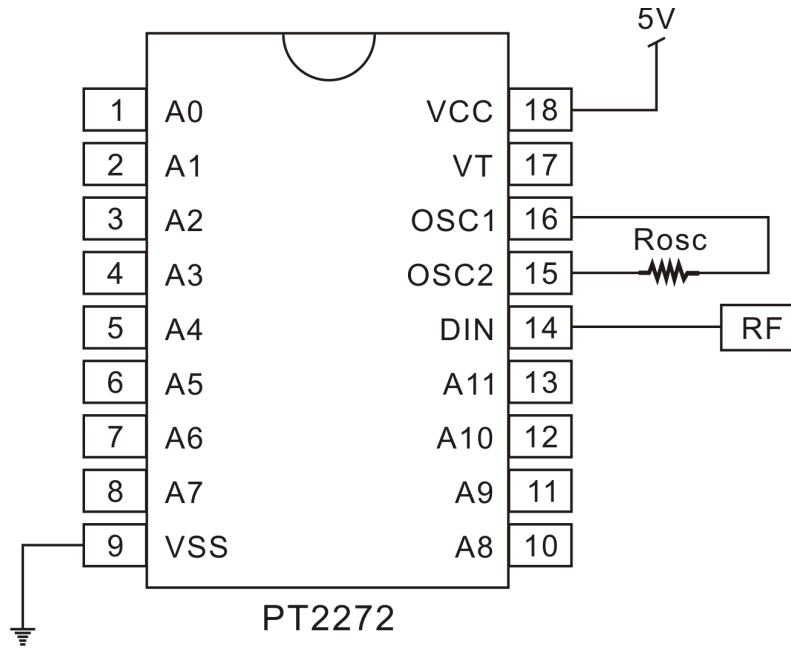 5V
1 A0 VCC 18
2 A1 VT 17
3 A2 OSC1 16
Rosc
4 A3 OSC2 15
5 A4 DIN 14 RF
6 A5 A11 13
7 A6 A10 12
8 A7 A9 11
9 VSS A8 10
PT2272